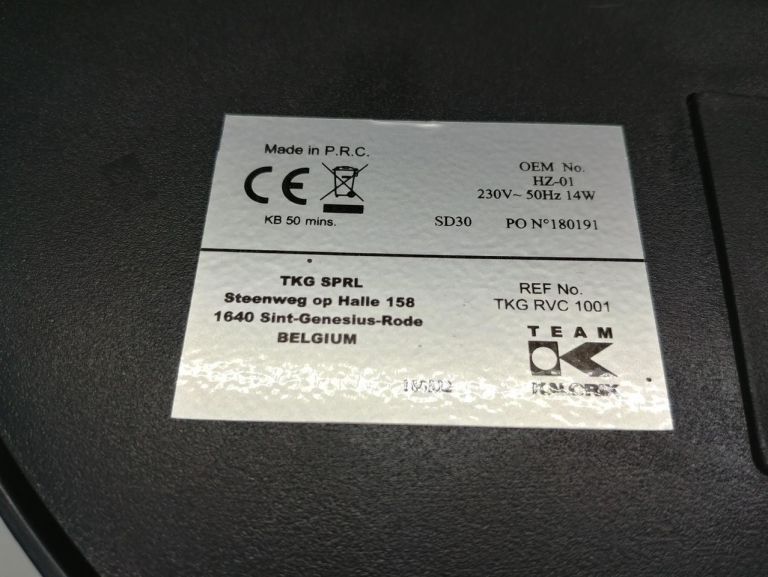 Made in P.R.C.
CE
KB 50 mins.
OEM No.
HZ-01
230V~ 50Hz 14W
SD30 PO N°180191
TKG SPRL
Steenweg op Halle 158
1640 Sint-Genesius-Rode
BELGIUM
REF No.
TKG RVC 1001
TEAM
K
KALORIK